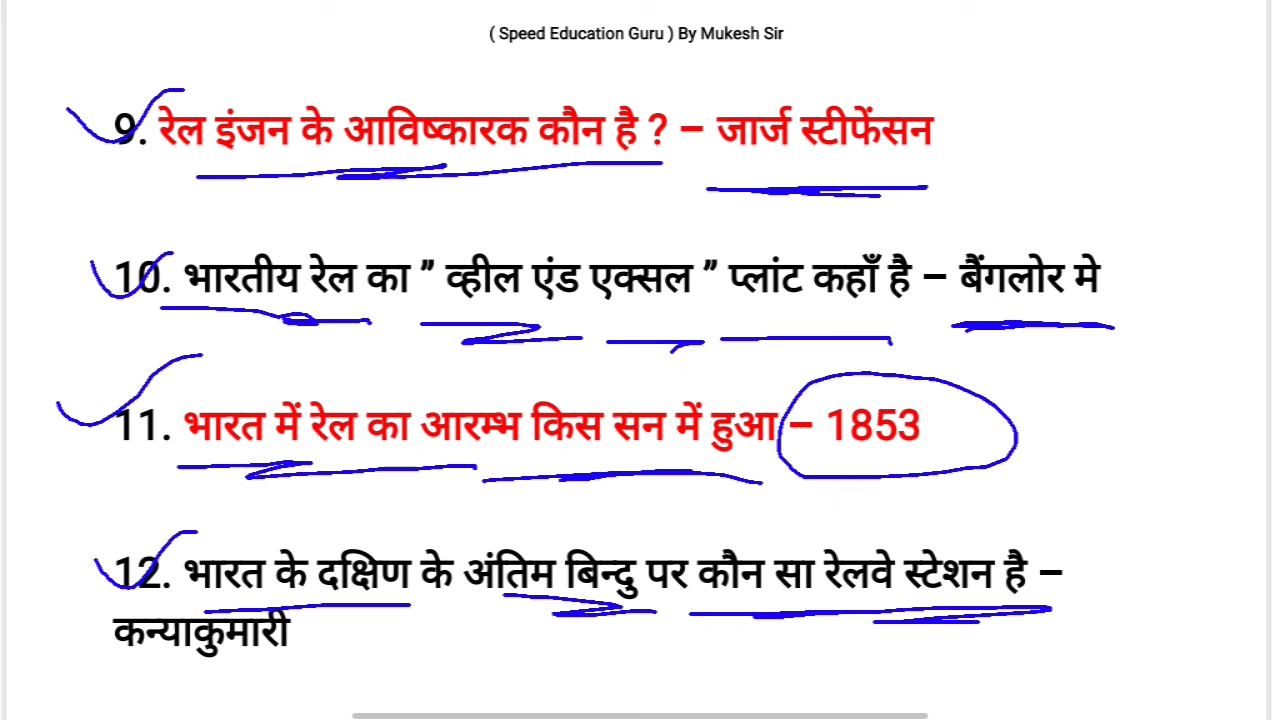 ( Speed Education Guru ) By Mukesh Sir
9. रेल इंजन के आविष्कारक कौन है ? – जार्ज स्टीफेंसन
10. भारतीय रेल का ” व्हील एंड एक्सल ” प्लांट कहाँ है – बैंगलोर मे
11. भारत में रेल का आरम्भ किस सन में हुआ – 1853
12. भारत के दक्षिण के अंतिम बिन्दु पर कौन सा रेलवे स्टेशन है –
कन्याकुमारी